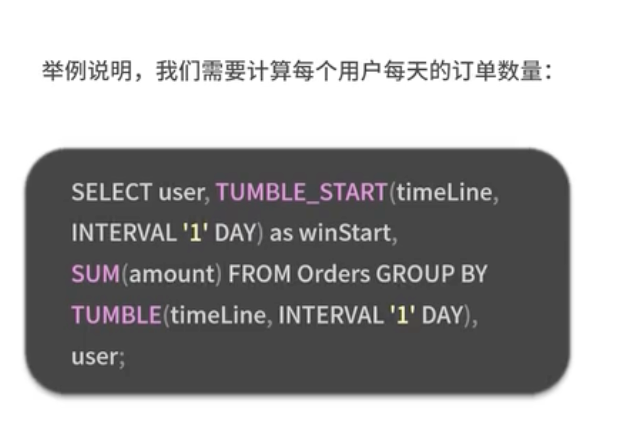 举例说明，我们需要计算每个用户每天的订单数量：
SELECT user, TUMBLE_START(timeLine,
INTERVAL '1' DAY) as winStart,
SUM(amount) FROM Orders GROUP BY
TUMBLE(timeLine, INTERVAL '1' DAY),
user;